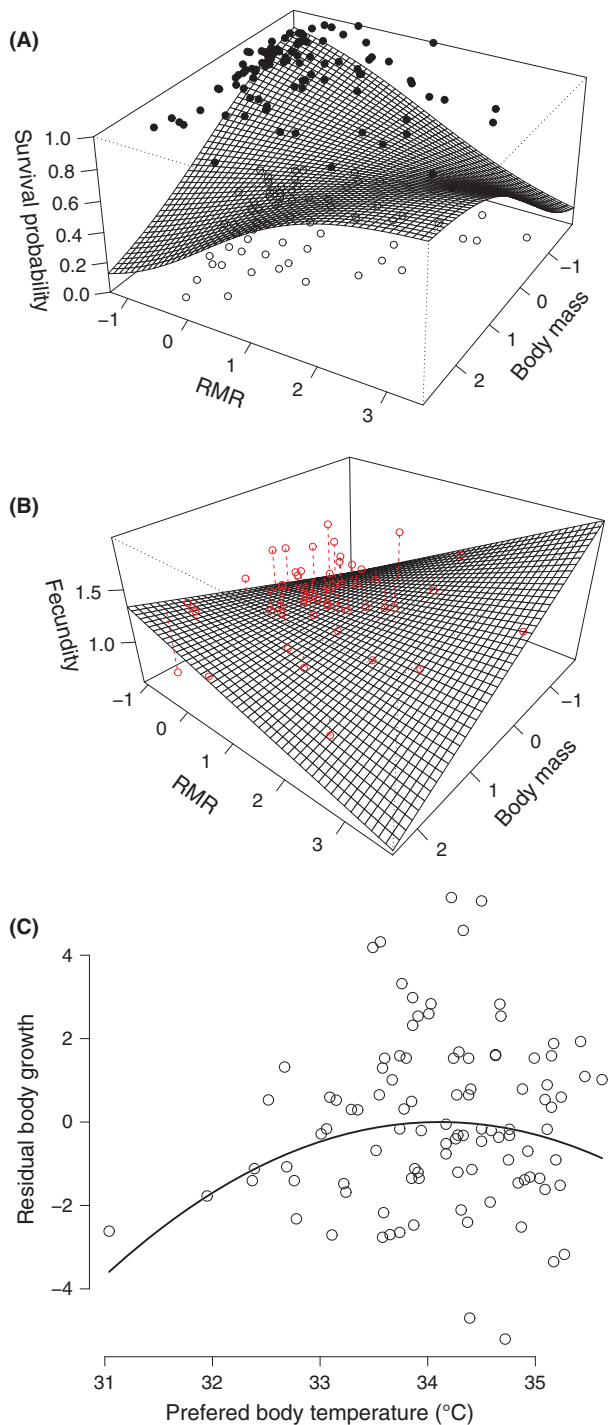 (A)
1.0
0.8
0.6
0.4
0.2
0.0
Survival probability
−1
0
1
2
3
RMR
−1
0
1
2
Body mass
(B)
1.5
1.0
Fecundity
−1
0
1
2
3
RMR
−1
0
1
2
Body mass
(C)
4
2
0
−2
−4
Residual body growth
31 32 33 34 35
Prefered body temperature (°C)